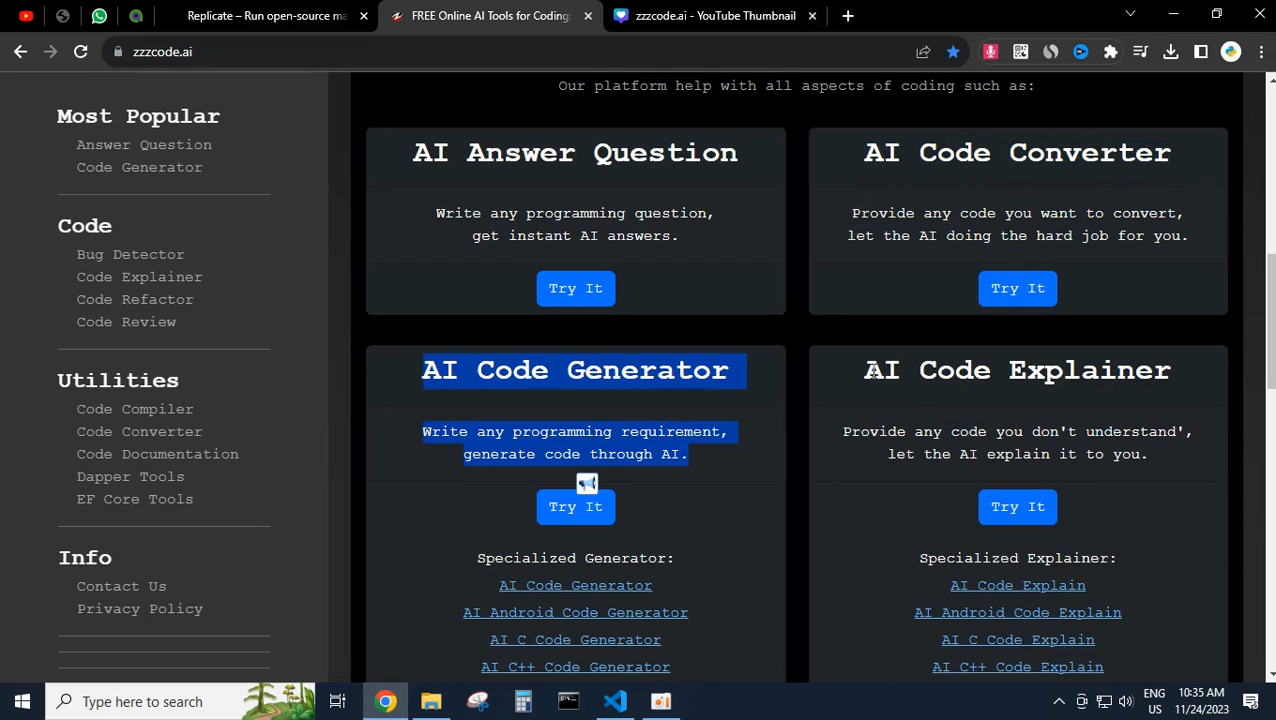 Replicate – Run open-source ma
FREE Online AI Tools for Coding
zzzcode.ai - YouTube Thumbnail
zzzcode.ai
Most Popular
Answer Question
Code Generator
Code
Bug Detector
Code Explainer
Code Refactor
Code Review
Utilities
Code Compiler
Code Converter
Code Documentation
Dapper Tools
EF Core Tools
Info
Contact Us
Privacy Policy
Our platform help with all aspects of coding such as:
AI Answer Question
Write any programming question,
get instant AI answers.
Try It
AI Code Converter
Provide any code you want to convert,
let the AI doing the hard job for you.
Try It
AI Code Generator
Write any programming requirement,
generate code through AI.
Try It
Specialized Generator:
AI Code Generator
AI Android Code Generator
AI C Code Generator
AI C++ Code Generator
AI Code Explainer
Provide any code you don't understand',
let the AI explain it to you.
Try It
Specialized Explainer:
AI Code Explain
AI Android Code Explain
AI C Code Explain
AI C++ Code Explain
Type here to search
ENG
US
10:35 AM
11/24/2023